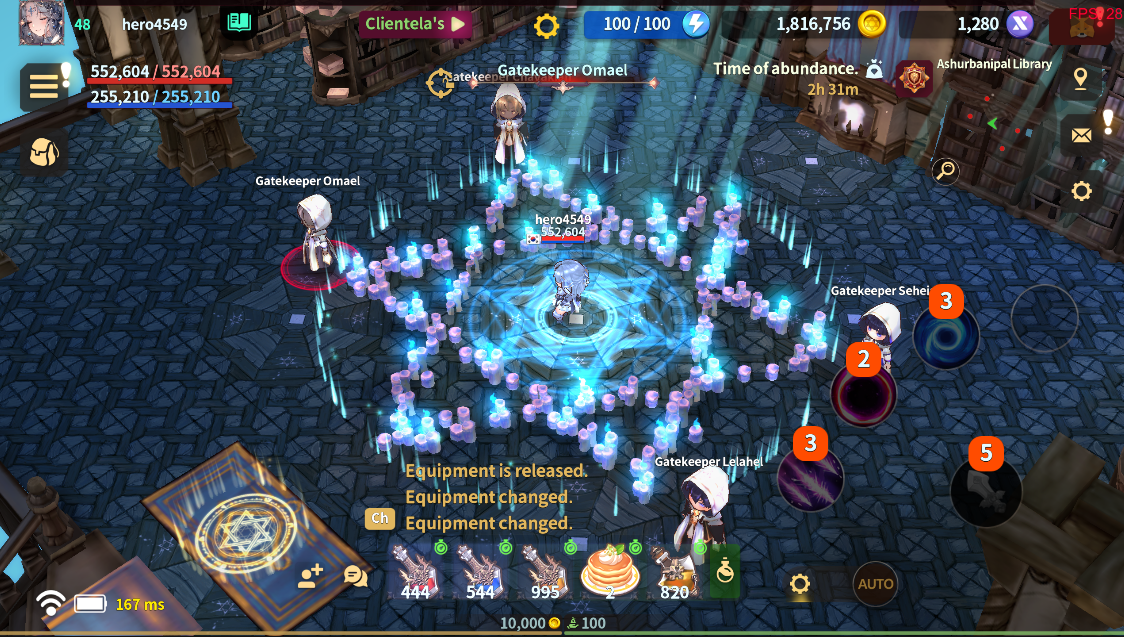 48
hero4549
Clientela's
100 / 100
1,816,756
1,280
FPS 28
552,604 / 552,604
255,210 / 255,210
Gatekeeper
Gatekeeper Omael
Time of abundance.
2h 31m
Ashurbanipal Library
Gatekeeper Omael
hero4549
552,604
Gatekeeper Sehei
3
2
3
5
Gatekeeper Lelahel
Equipment is released.
Equipment changed.
Ch
Equipment changed.
444
544
995
2
820
AUTO
167 ms
10,000
100